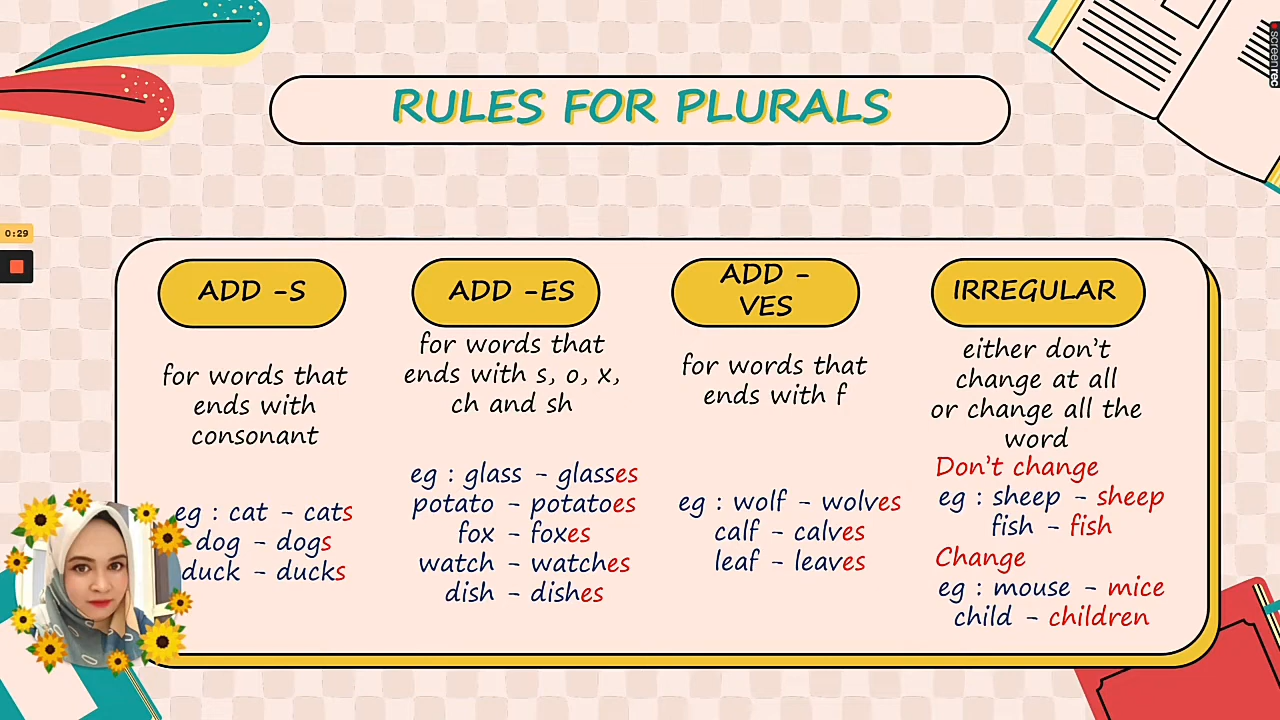 RULES FOR PLURALS
screenrec
0:29
ADD -S
for words that
ends with
consonant
eg : cat - cats
dog - dogs
duck - ducks
ADD -ES
for words that
ends with s, o, x,
ch and sh
eg : glass - glasses
potato - potatoes
fox - foxes
watch - watches
dish - dishes
ADD -
VES
for words that
ends with f
eg : wolf - wolves
calf - calves
leaf - leaves
IRREGULAR
either don't
change at all
or change all the
word
Don't change
eg : sheep - sheep
fish - fish
Change
eg : mouse - mice
child - children